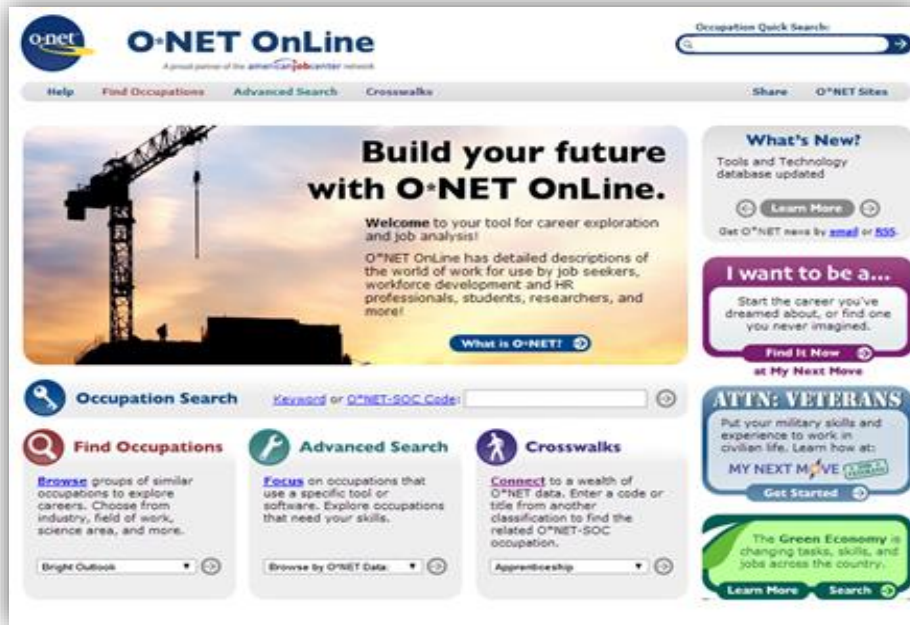 o·net
O*NET OnLine
A proud partner of the americanjobcenter network
Occupation Quick Search:
Help
Find Occupations
Advanced Search
Crosswalks
Share
O*NET Sites
Build your future
with O*NET OnLine.
Welcome to your tool for career exploration
and job analysis!
O*NET OnLine has detailed descriptions of
the world of work for use by job seekers,
workforce development and HR
professionals, students, researchers, and
more!
What is O*NET?
What's New?
Tools and Technology
database updated
Learn More
Get O*NET news by email or RSS.
I want to be a...
Start the career you've
dreamed about, or find one
you never imagined.
Find It Now
at My Next Move
Occupation Search
Keyword or O*NET-SOC Code:
Find Occupations
Browse groups of similar
occupations to explore
careers. Choose from
industry, field of work,
science area, and more.
Bright Outlook
Advanced Search
Focus on occupations that
use a specific tool or
software. Explore occupations
that need your skills.
Browse by O*NET Data:
Crosswalks
Connect to a wealth of
O*NET data. Enter a code or
title from another
classification to find the
related O*NET-SOC
occupation.
Apprenticeship
ATTN: VETERANS
Put your military skills and
experience to work in
civilian life. Learn how at:
MY NEXT MOVE
Get Started
The Green Economy is
changing tasks, skills, and
jobs across the country.
Learn More
Search